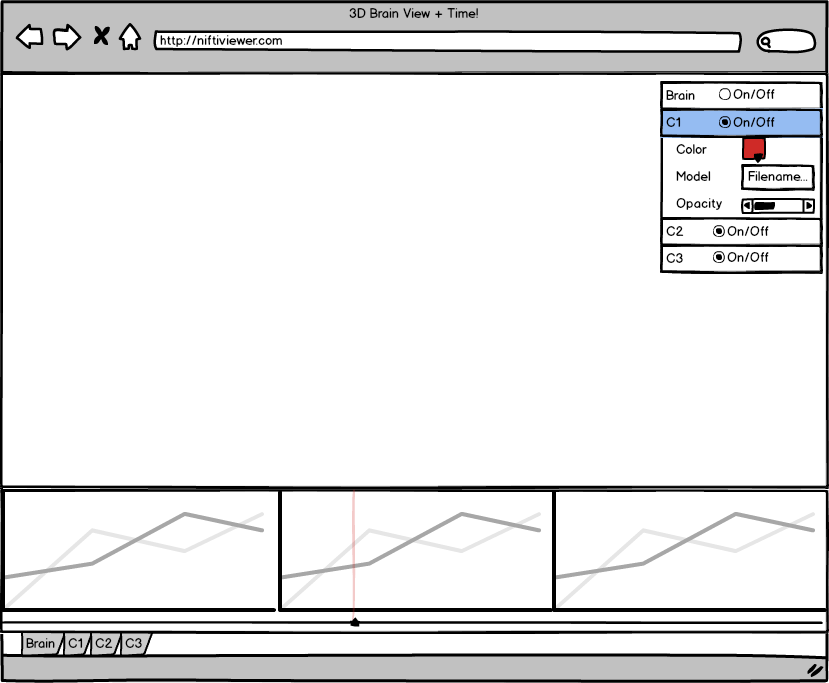 3D Brain View + Time!
http://niftiviewer.com
Brain On/Off
C1 On/Off
Color
Model Filename...
Opacity
C2 On/Off
C3 On/Off
Brain C1 C2 C3